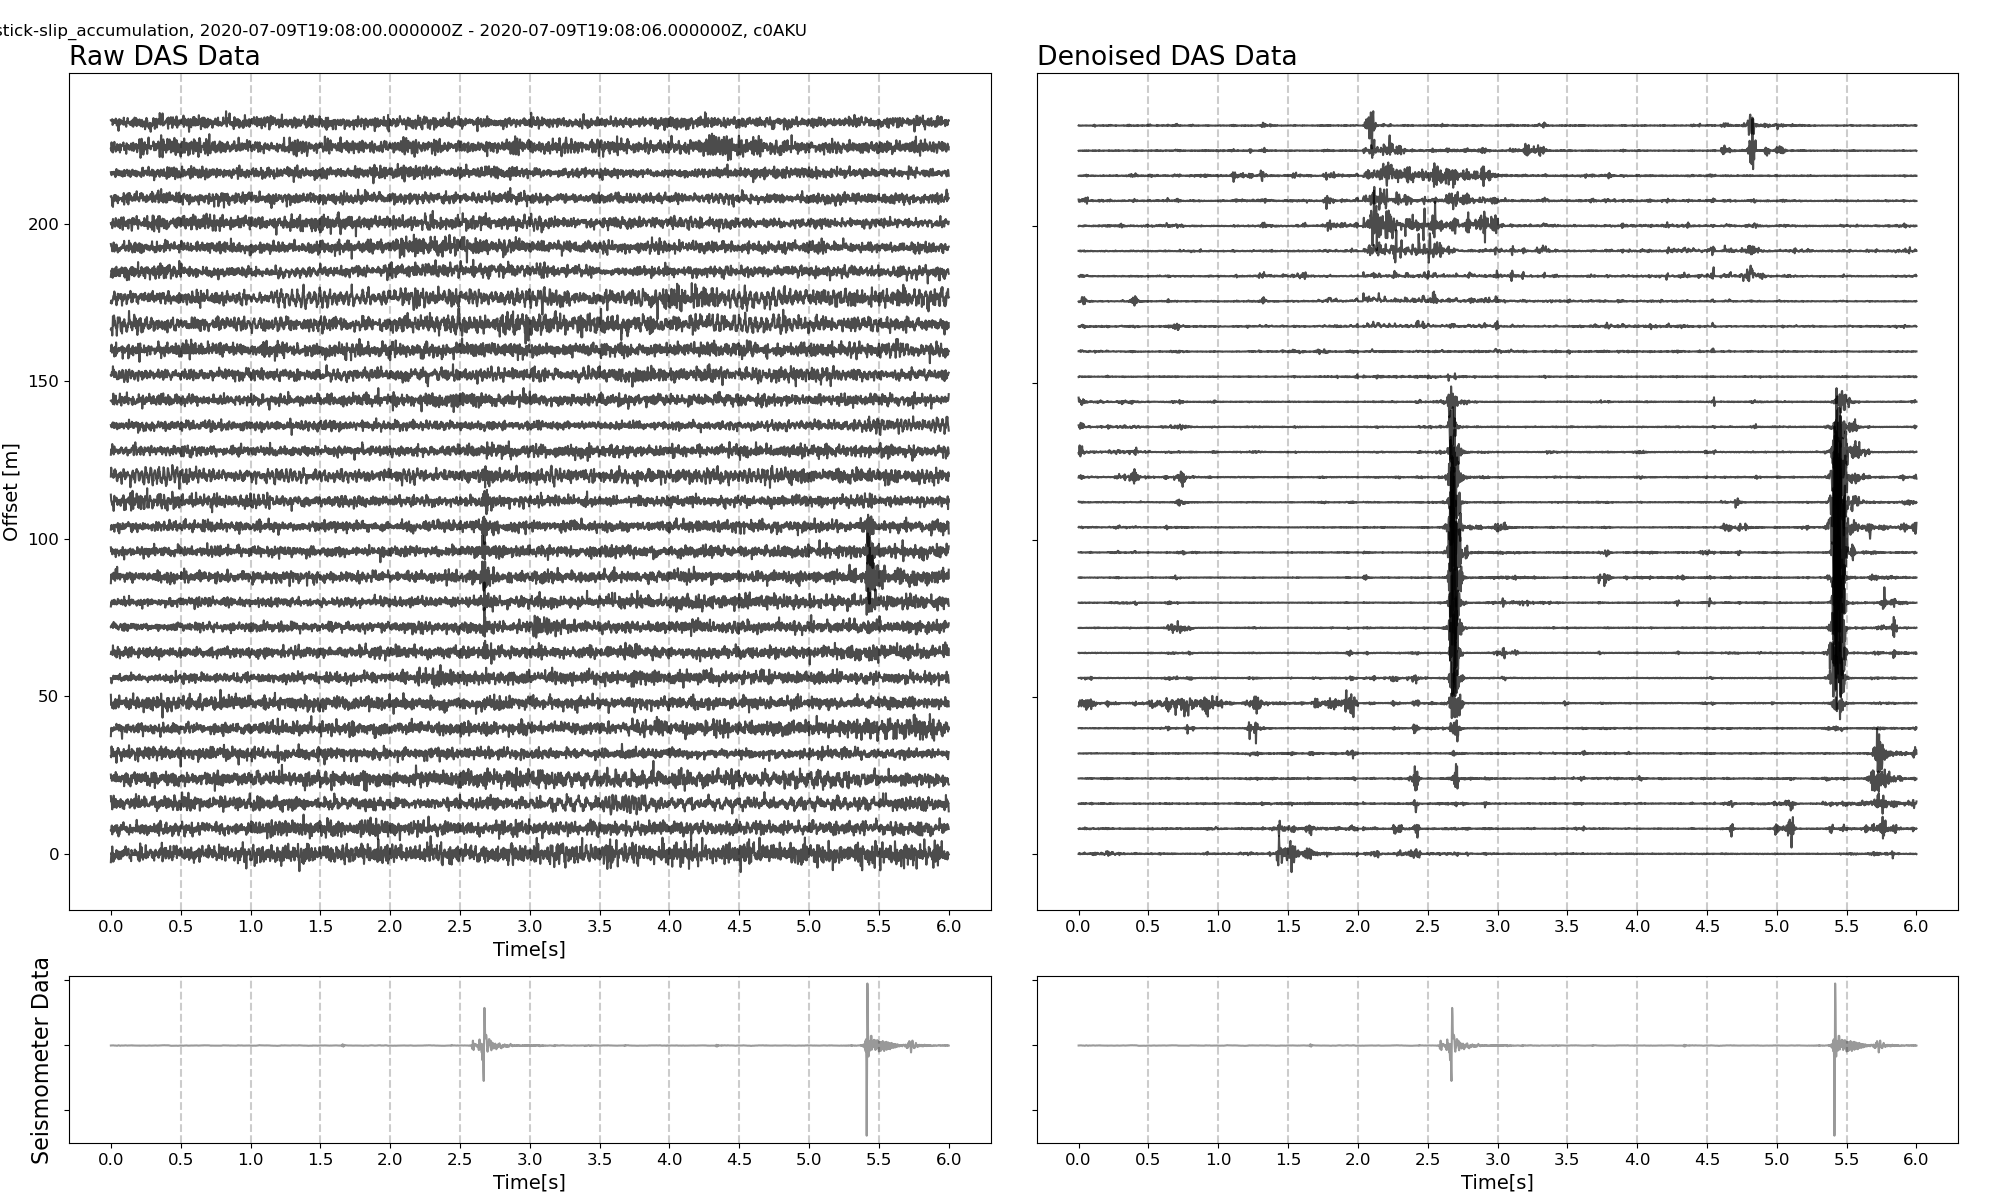 stick-slip_accumulation, 2020-07-09T19:08:00.000000Z - 2020-07-09T19:08:06.000000Z, c0AKU
Raw DAS Data
Denoised DAS Data
Offset [m]
200
150
100
50
0
0.0 0.5 1.0 1.5 2.0 2.5 3.0 3.5 4.0 4.5 5.0 5.5 6.0
Time[s]
0.0 0.5 1.0 1.5 2.0 2.5 3.0 3.5 4.0 4.5 5.0 5.5 6.0
Seismometer Data
0.0 0.5 1.0 1.5 2.0 2.5 3.0 3.5 4.0 4.5 5.0 5.5 6.0
Time[s]
0.0 0.5 1.0 1.5 2.0 2.5 3.0 3.5 4.0 4.5 5.0 5.5 6.0
Time[s]